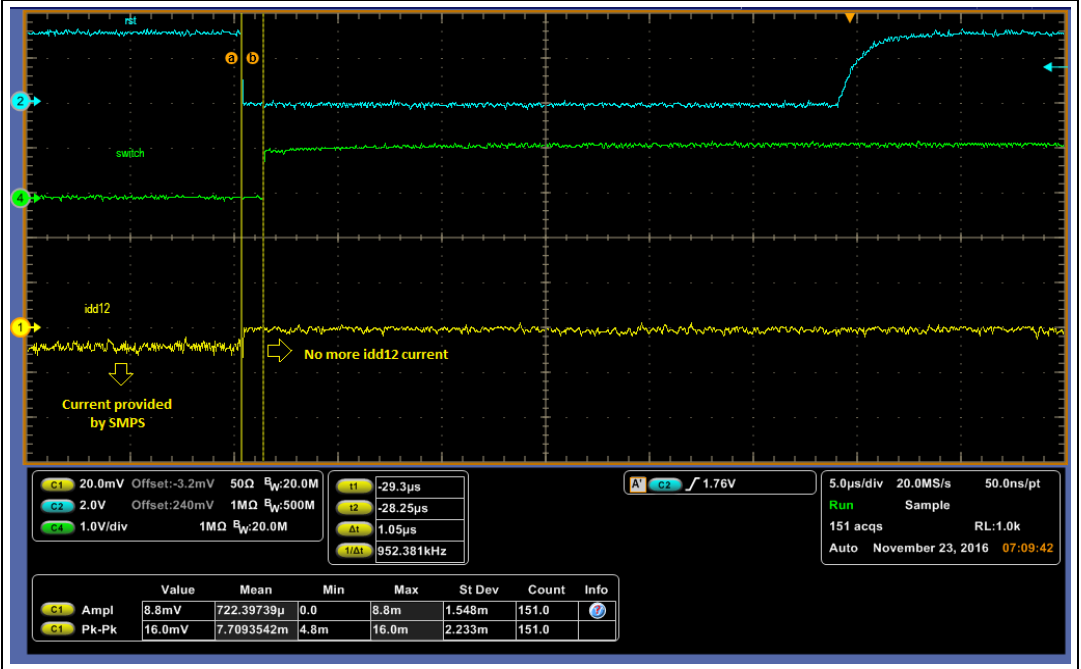 rst
a b
2
switch
4
idd12
1
No more idd12 current
Current provided
by SMPS
C1 20.0mV Offset:-3.2mV 50Ω BW:20.0M
C2 2.0V Offset:240mV 1MΩ BW:500M
C4 1.0V/div 1MΩ BW:20.0M
t1 -29.3µs
t2 -28.25µs
Δt 1.05µs
1/Δt 952.381kHz
A' C2 1.76V
5.0µs/div 20.0MS/s 50.0ns/pt
Run Sample
151 acqs RL:1.0k
Auto November 23, 2016 07:09:42
Value Mean Min Max St Dev Count Info
C1 Ampl 8.8mV 722.39739µ 0.0 8.8m 1.548m 151.0
C1 Pk-Pk 16.0mV 7.7093542m 4.8m 16.0m 2.233m 151.0